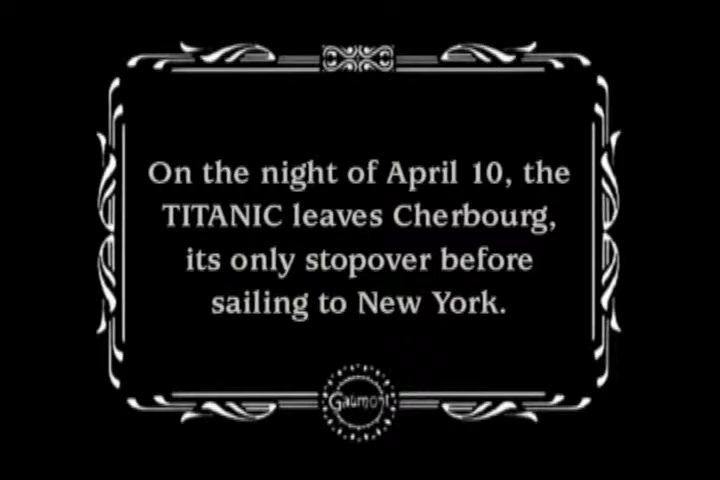 On the night of April 10, the
TITANIC leaves Cherbourg,
its only stopover before
sailing to New York.
Gaumont